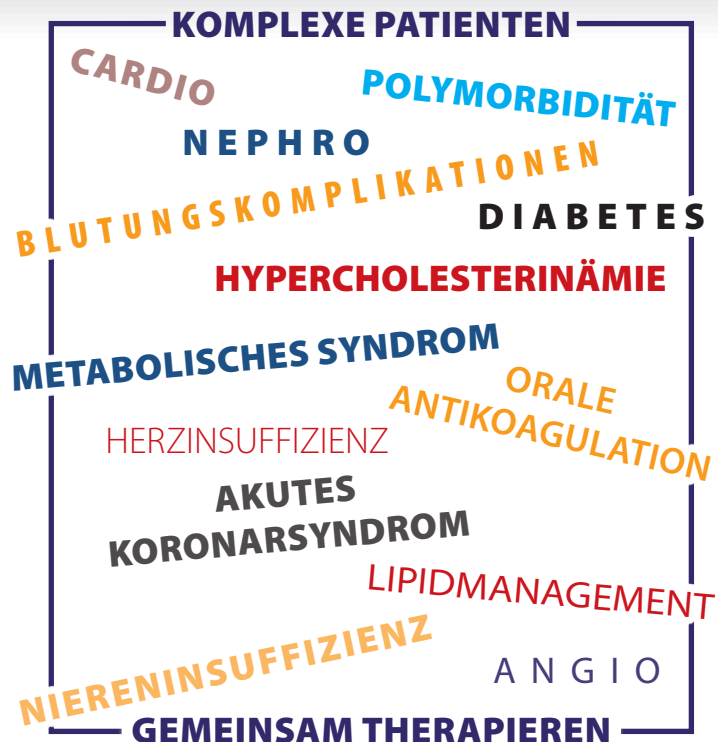 KOMPLEXE PATIENTEN
CARDIO
POLYMORBIDITÄT
NEPHRO
BLUTUNGSKOMPLIKATIONEN
DIABETES
HYPERCHOLESTERINÄMIE
METABOLISCHES SYNDROM
ORALE
ANTIKOAGULATION
HERZINSUFFIZIENZ
AKUTES
KORONARSYNDROM
LIPIDMANAGEMENT
NIERENINSUFFIZIENZ
ANGIO
GEMEINSAM THERAPIEREN